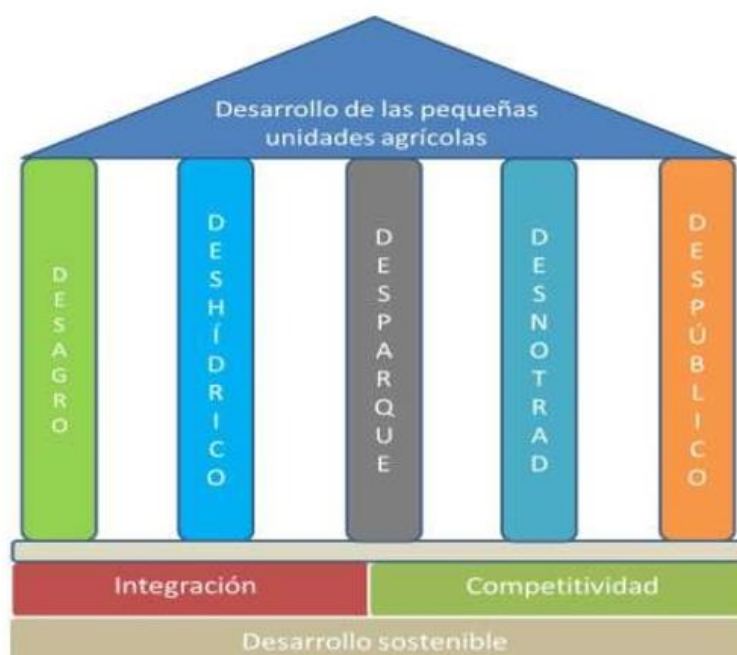 Desarrollo de las pequeñas
unidades agrícolas
DESAGRO
DESHÍDRICO
DESPARQUE
DESNOTRAD
DESPÚBLICO
Integración
Competitividad
Desarrollo sostenible